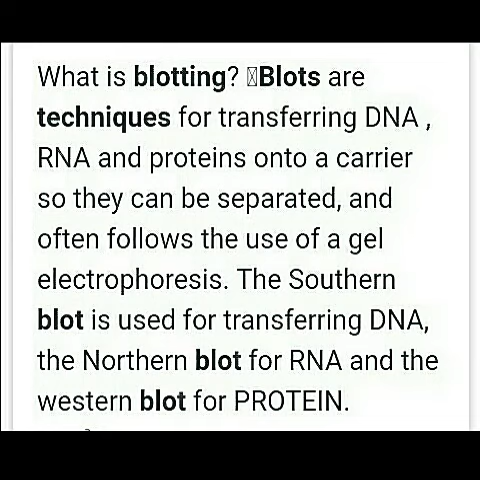 What is blotting? Blots are
techniques for transferring DNA ,
RNA and proteins onto a carrier
so they can be separated, and
often follows the use of a gel
electrophoresis. The Southern
blot is used for transferring DNA,
the Northern blot for RNA and the
western blot for PROTEIN.